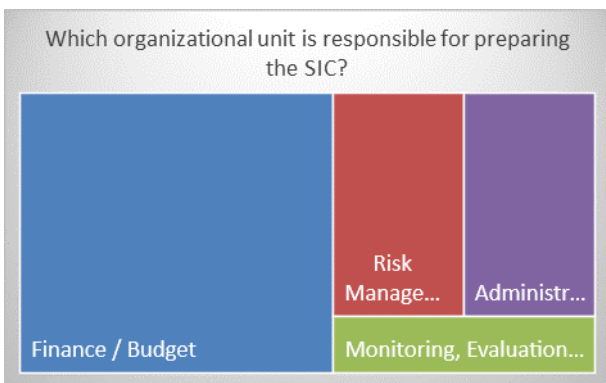 Which organizational unit is responsible for preparing
the SIC?
Risk
Manage...
Administr...
Finance / Budget
Monitoring, Evaluation...